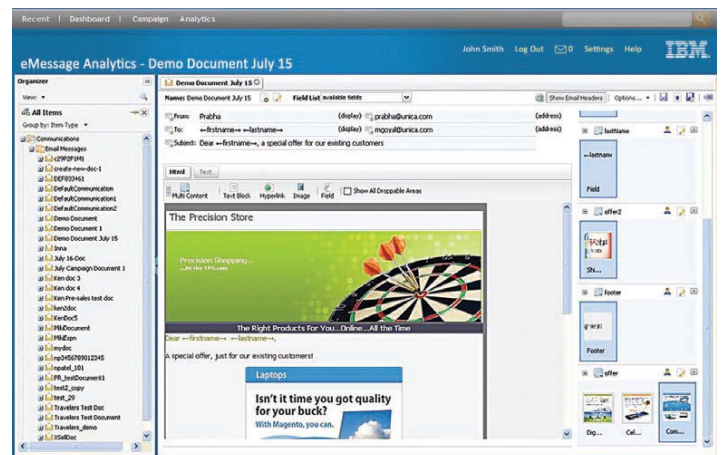 Recent | Dashboard | Campaign Analytics
John Smith Log Out 0 Settings Help
IBM.
eMessage Analytics - Demo Document July 15
Organizer
View:
All Items
Group by: Item Type
Communications
Email Messages
c29P2F1M1
create-new-doc-1
DEF033461
DefaultCommunication
DefaultCommunication1
DefaultCommunication2
Demo Document
Demo Document 1
Demo Document July 15
Inna
July 16-Doc
July Campaign Document 1
Ken doc 3
Ken doc 4
Ken Pre-sales test doc
Ken2doc
KenDoc5
MikDocument
MikEspn
mydoc
np3456789012345
npatel_101
PR_testDocument1
test2_copy
test_29
Travelers Test Doc
Travelers Test Document
Travelers_demo
XSellDoc
Demo Document July 15
Name: Demo Document July 15 Field List available fields Show Email Headers Options...
From: Prabha (display) prabha@unica.com (address)
To: ←firstname→ ←lastname→ (display) mgoyal@unica.com (address)
Subject: Dear ←firstname→, a special offer for our existing customers
Html Text
Multi Content Text Block Hyperlink Image Field Show All Droppable Areas
The Precision Store
Precision Shopping...
...At the TPS.com
The Right Products For You...Online...All the Time
Dear ←firstname→ ←lastname→,
A special offer, just for our existing customers!
Laptops
Isn't it time you got quality
for your buck?
With Magento, you can.
lastName
←lastnam
Field
offer2
SN...
footer
Footer
offer
Dig... Cel... Com...